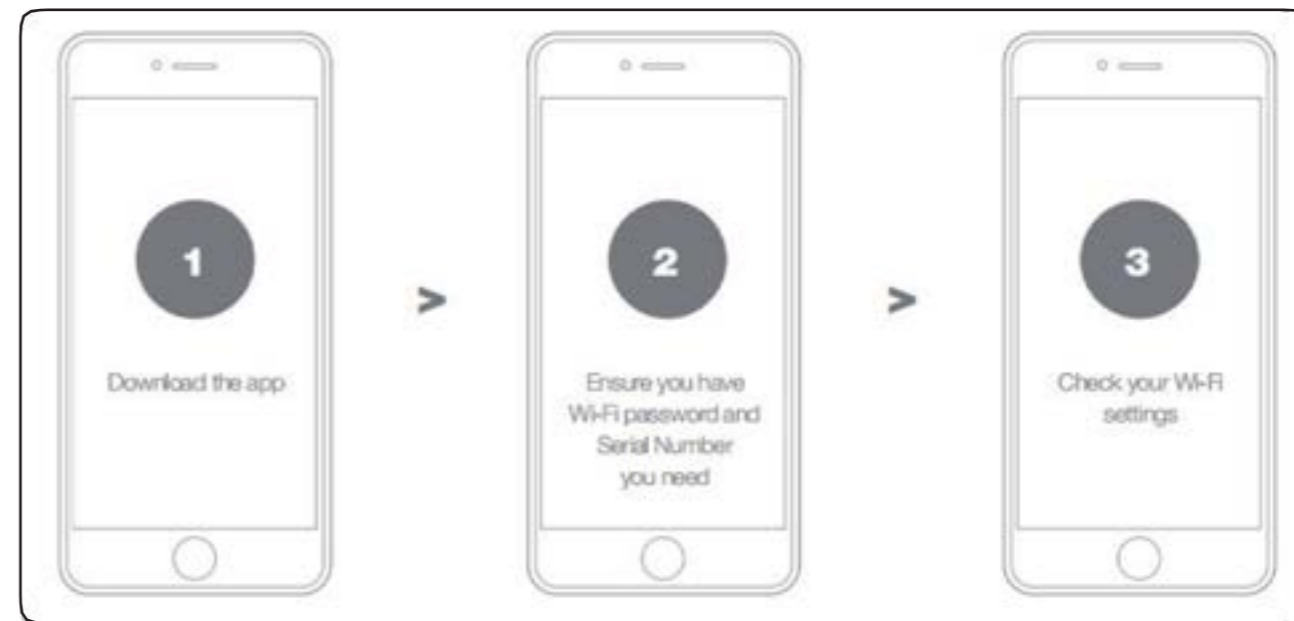 1
Download the app
>
2
Ensure you have
Wi-Fi password and
Serial Number
you need
>
3
Check your Wi-Fi
settings